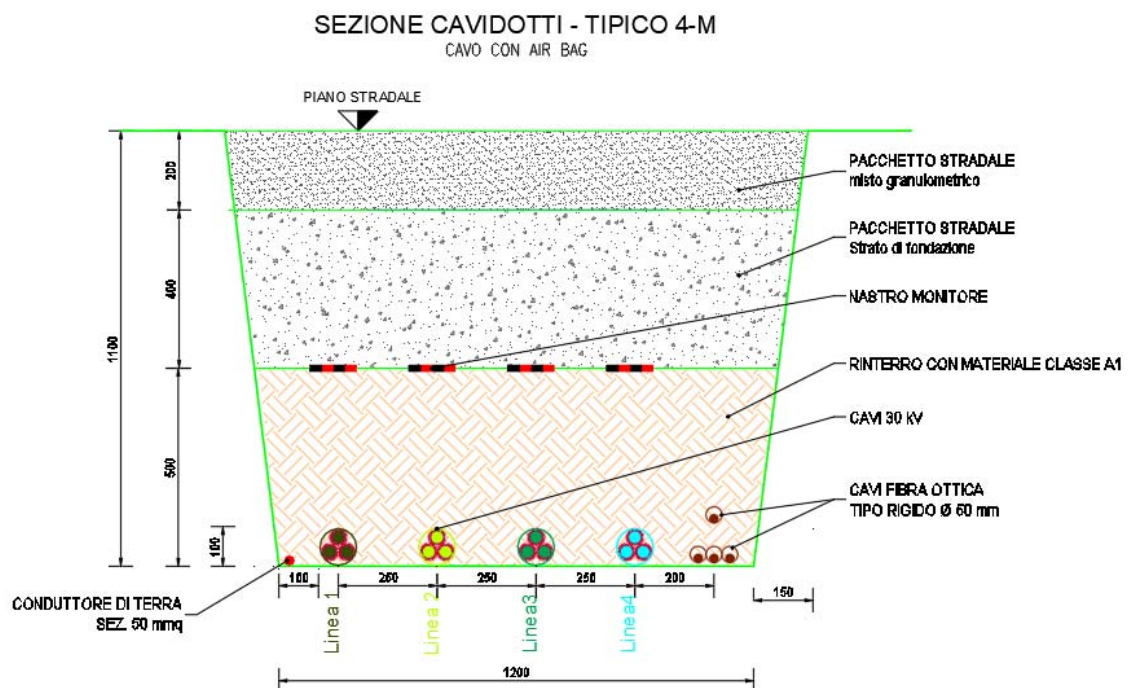 SEZIONE CAVIDOTTI - TIPICO 4-M
CAVO CON AIR BAG
PIANO STRADALE
200
400
500
1100
100
PACCHETTO STRADALE
misto granulometrico
PACCHETTO STRADALE
Strato di fondazione
NASTRO MONITORE
RINTERRO CON MATERIALE CLASSE A1
CAVI 30 kV
CAVI FIBRA OTTICA
TIPO RIGIDO Ø 50 mm
CONDUTTORE DI TERRA
SEZ. 50 mmq
100
250
250
250
200
150
Linea 1
Linea 2
Linea3
Linea4
1200